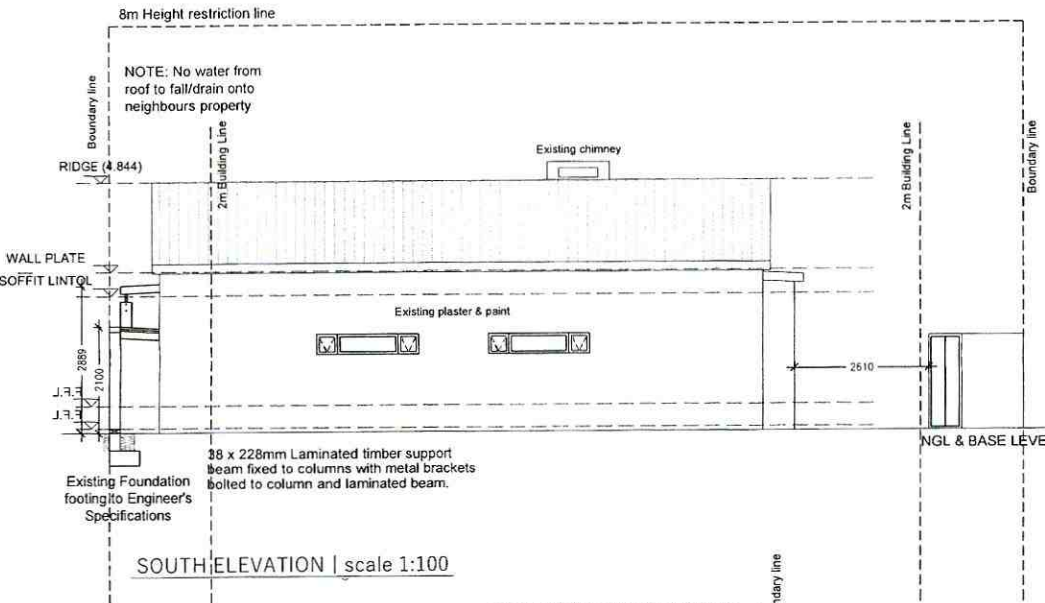 8m Height restriction line
NOTE: No water from
roof to fall/drain onto
neighbours property
Boundary line
2m Building Line
RIDGE (4.844)
Existing chimney
2m Building Line
Boundary line
WALL PLATE
SOFFIT LINTOL
Existing plaster & paint
2889
2100
F.F.L
F.F.L
2610
NGL & BASE LEVE
38 x 228mm Laminated timber support
beam fixed to columns with metal brackets
bolted to column and laminated beam.
Existing Foundation
footing to Engineer's
Specifications
SOUTH ELEVATION | scale 1:100
ndary line